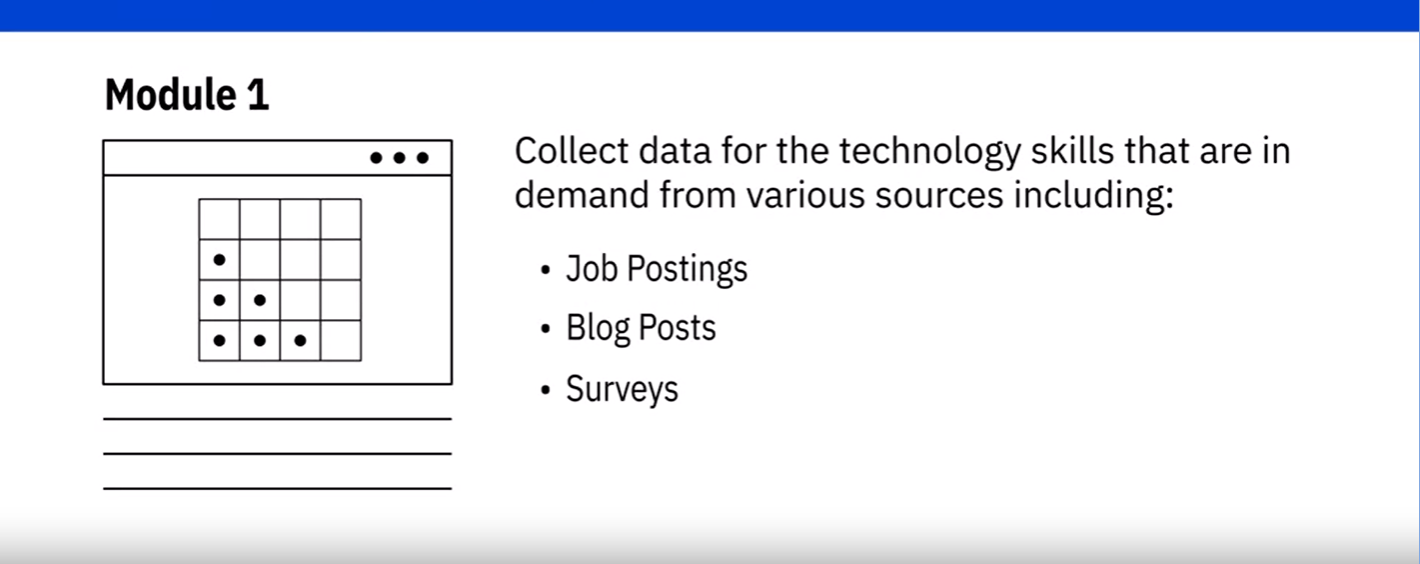 Module 1
Collect data for the technology skills that are in
demand from various sources including:
• Job Postings
• Blog Posts
• Surveys